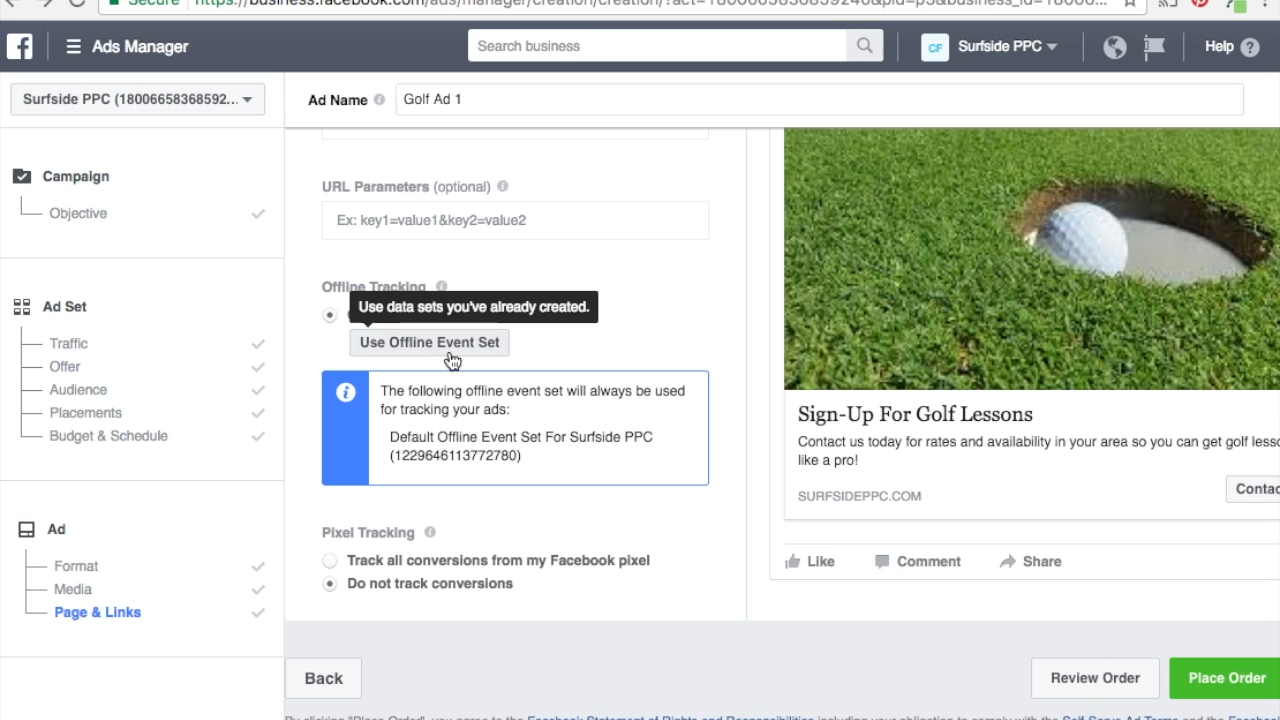 Secure
Ads Manager
Search business
CF
Surfside PPC
Help ?
Surfside PPC (18006658368592...
Ad Name
Golf Ad 1
Campaign
Objective
Ad Set
Traffic
Offer
Audience
Placements
Budget & Schedule
Ad
Format
Media
Page & Links
URL Parameters (optional)
Ex: key1=value1&key2=value2
Offline Tracking
Use data sets you've already created.
Use Offline Event Set
The following offline event set will always be used
for tracking your ads:
Default Offline Event Set For Surfside PPC
(1229646113772780)
Pixel Tracking
Track all conversions from my Facebook pixel
Do not track conversions
Sign-Up For Golf Lessons
Contact us today for rates and availability in your area so you can get golf lesso
like a pro!
SURFSIDEPPC.COM
Contac
Like Comment Share
Back
Review Order
Place Order